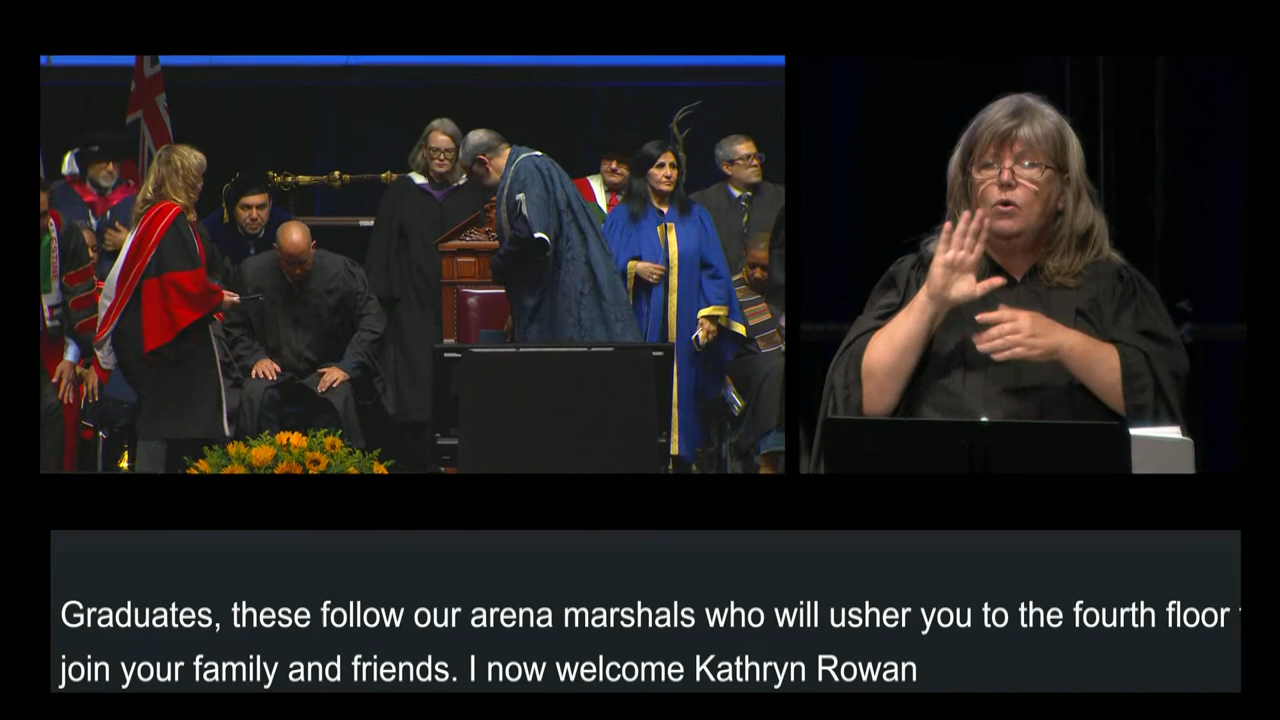 Graduates, these follow our arena marshals who will usher you to the fourth floor
join your family and friends. I now welcome Kathryn Rowan